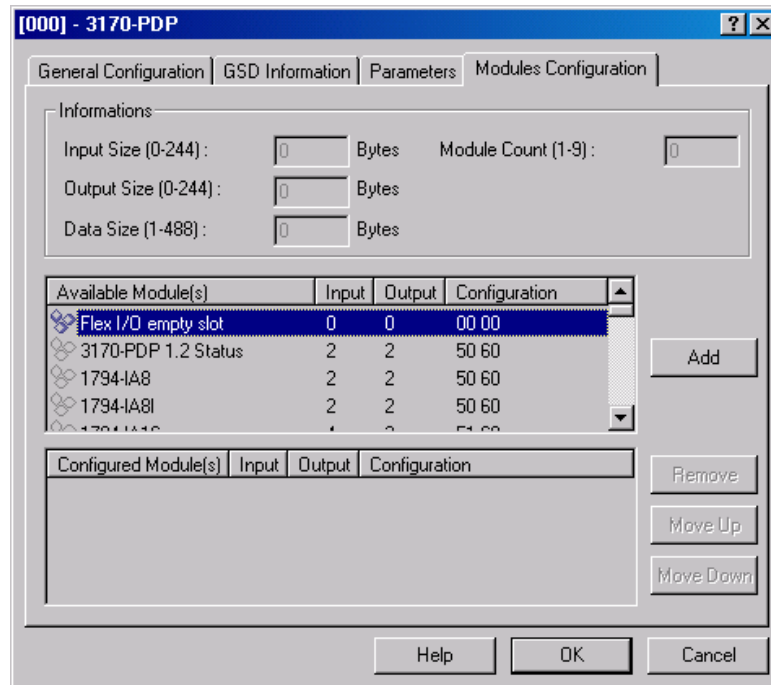 [000] - 3170-PDP
General Configuration GSD Information Parameters Modules Configuration
Informations
Input Size (0-244) : 0 Bytes Module Count (1-9) : 0
Output Size (0-244) : 0 Bytes
Data Size (1-488) : 0 Bytes
Available Module(s) Input Output Configuration
Flex I/O empty slot 0 0 00 00
3170-PDP 1.2 Status 2 2 50 60
1794-IA8 2 2 50 60
1794-IA8I 2 2 50 60
Add
Configured Module(s) Input Output Configuration
Remove
Move Up
Move Down
Help OK Cancel